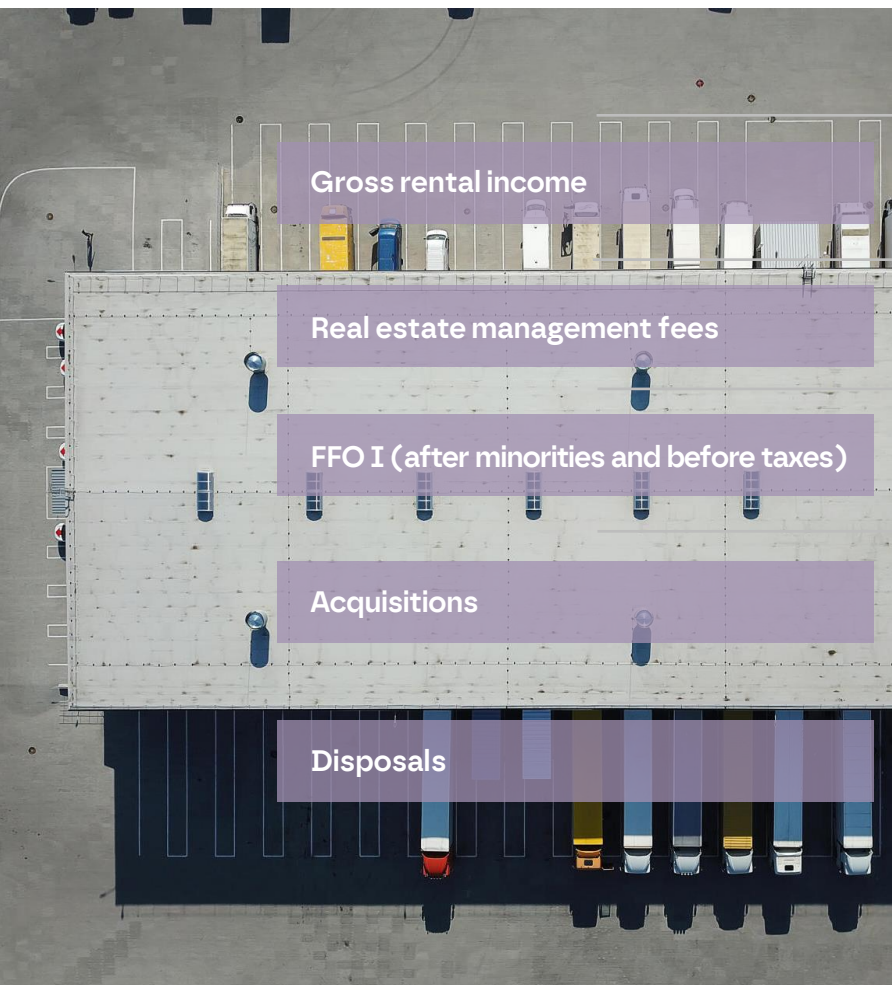 Gross rental income
Real estate management fees
FFO I (after minorities and before taxes)
Acquisitions
Disposals